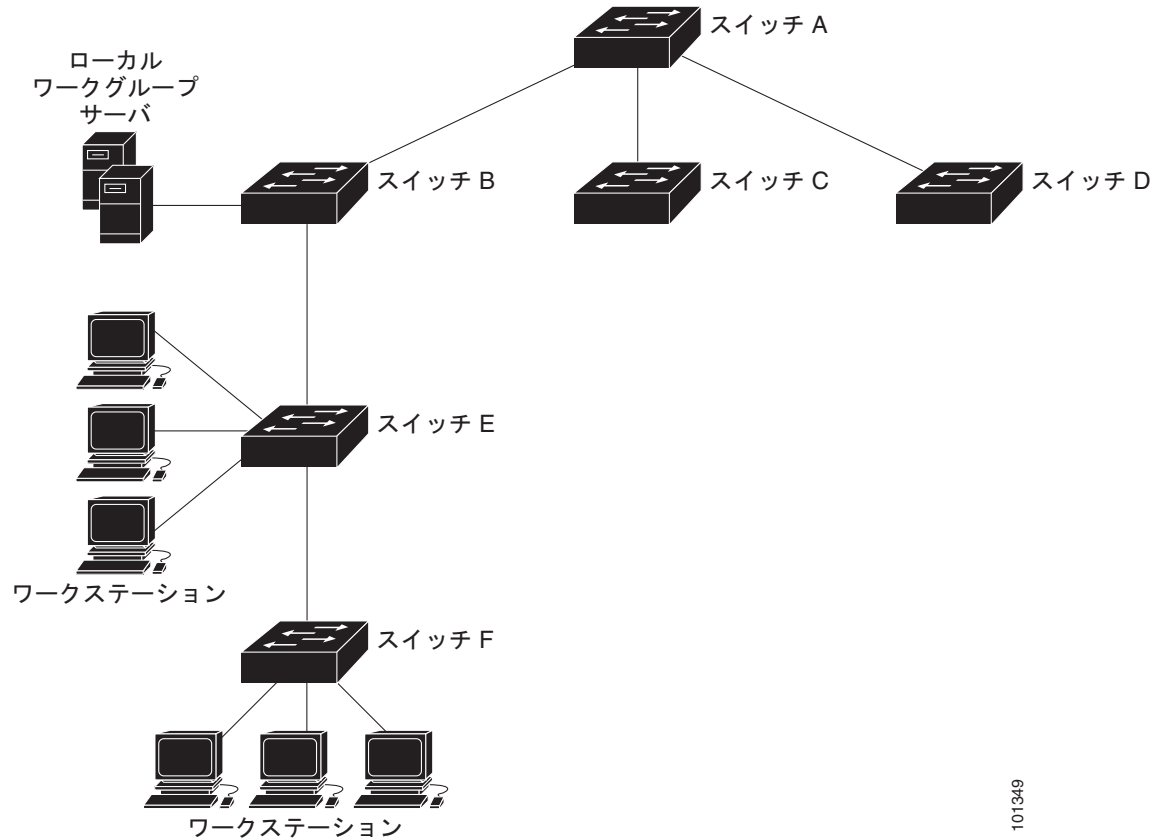 スイッチ A
ローカル
ワークグループ
サーバ
スイッチ B
スイッチ C
スイッチ D
スイッチ E
ワークステーション
スイッチ F
ワークステーション
101349